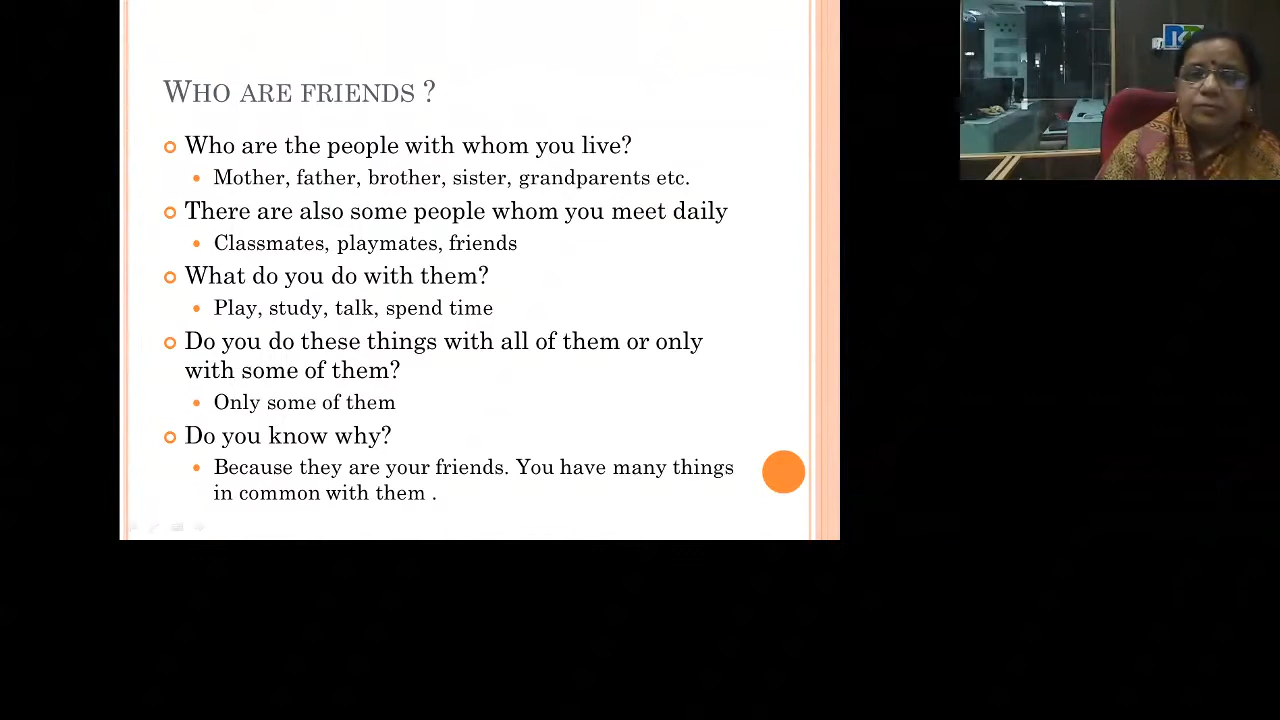 WHO ARE FRIENDS ?
Who are the people with whom you live?
Mother, father, brother, sister, grandparents etc.
There are also some people whom you meet daily
Classmates, playmates, friends
What do you do with them?
Play, study, talk, spend time
Do you do these things with all of them or only
with some of them?
Only some of them
Do you know why?
Because they are your friends. You have many things
in common with them .